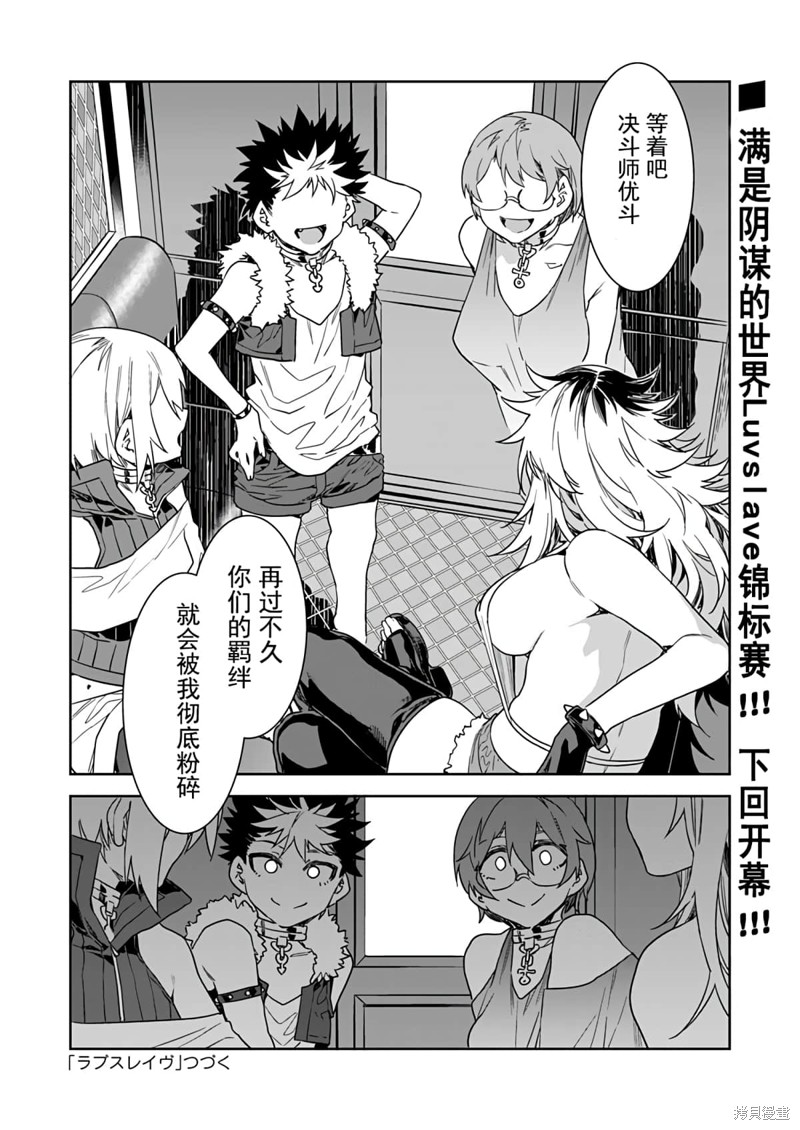 ■ 满是阴谋的世界Luvslave锦标赛!!! 下回开幕!!!
等着吧
决斗师优斗
再过不久
你们的羁绊
就会被我彻底粉碎
「ラブスレイヴ」つづく
拷贝漫畫